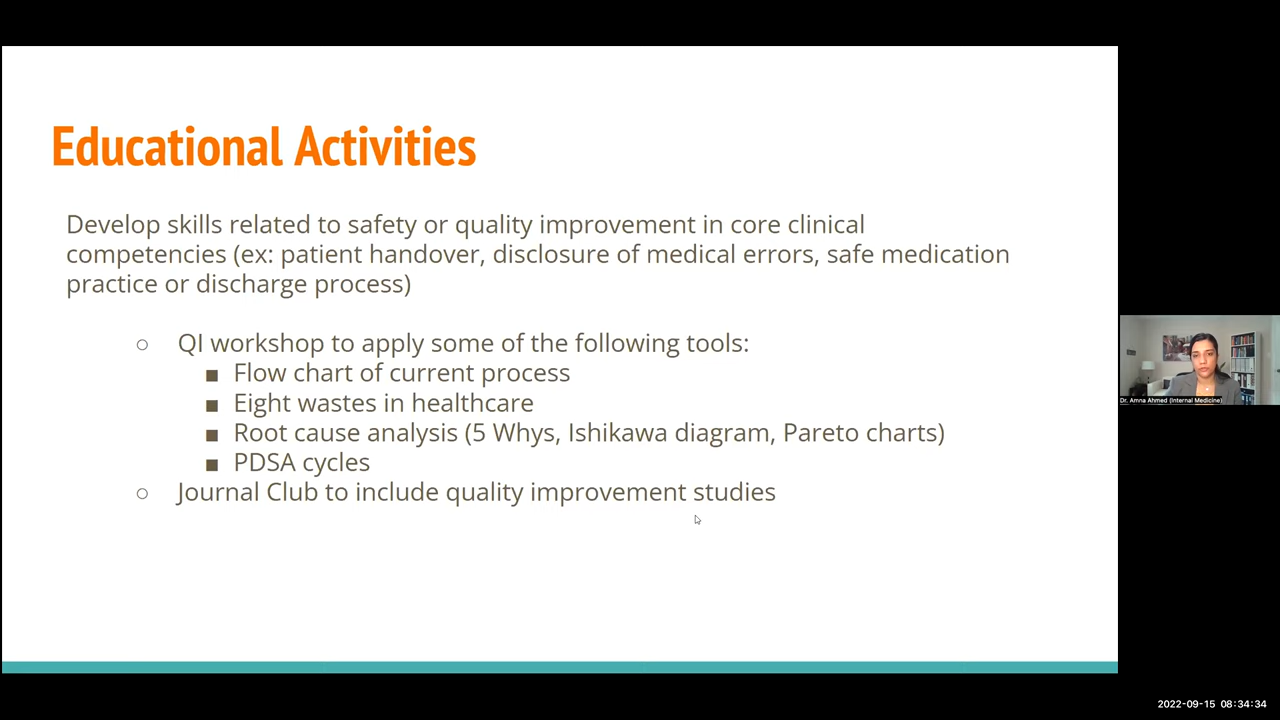 Educational Activities
Develop skills related to safety or quality improvement in core clinical
competencies (ex: patient handover, disclosure of medical errors, safe medication
practice or discharge process)
○ QI workshop to apply some of the following tools:
■ Flow chart of current process
■ Eight wastes in healthcare
■ Root cause analysis (5 Whys, Ishikawa diagram, Pareto charts)
■ PDSA cycles
○ Journal Club to include quality improvement studies
Dr. Amna Ahmed (Internal Medicine)
2022-09-15 08:34:34